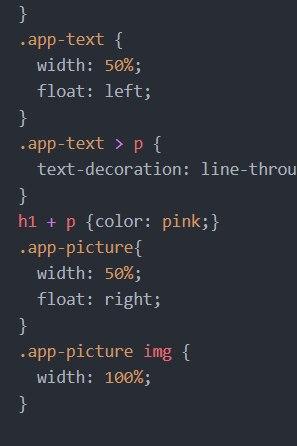 }
.app-text {
  width: 50%;
  float: left;
}
.app-text > p {
  text-decoration: line-throu
}
h1 + p {color: pink;}
.app-picture{
  width: 50%;
  float: right;
}
.app-picture img {
  width: 100%;
}